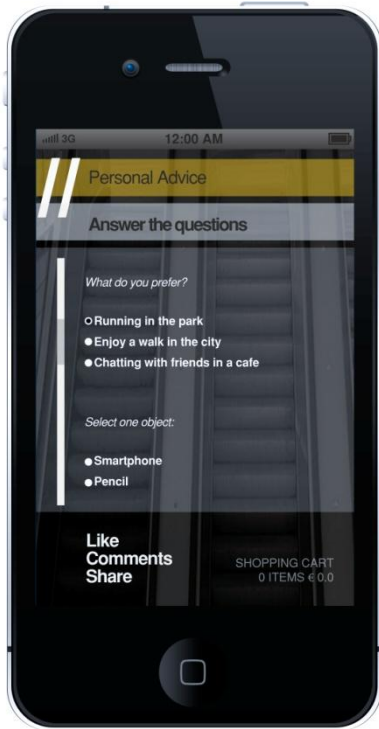 3G 12:00 AM
Personal Advice
Answer the questions
What do you prefer?
Running in the park
Enjoy a walk in the city
Chatting with friends in a cafe
Select one object:
Smartphone
Pencil
Like
Comments
Share
SHOPPING CART
0 ITEMS € 0.0